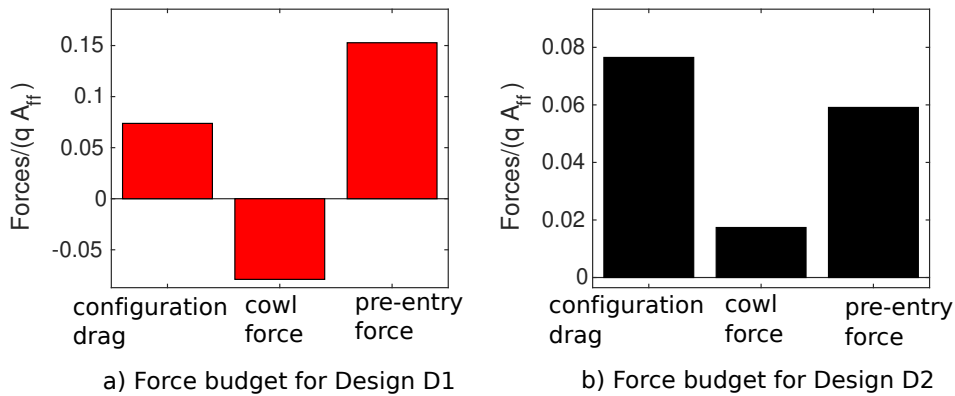 Forces/(q A_ff)
0.15
0.1
0.05
0
-0.05
configuration
drag
cowl
force
pre-entry
force
a) Force budget for Design D1
Forces/(q A_ff)
0.08
0.06
0.04
0.02
0
configuration
drag
cowl
force
pre-entry
force
b) Force budget for Design D2